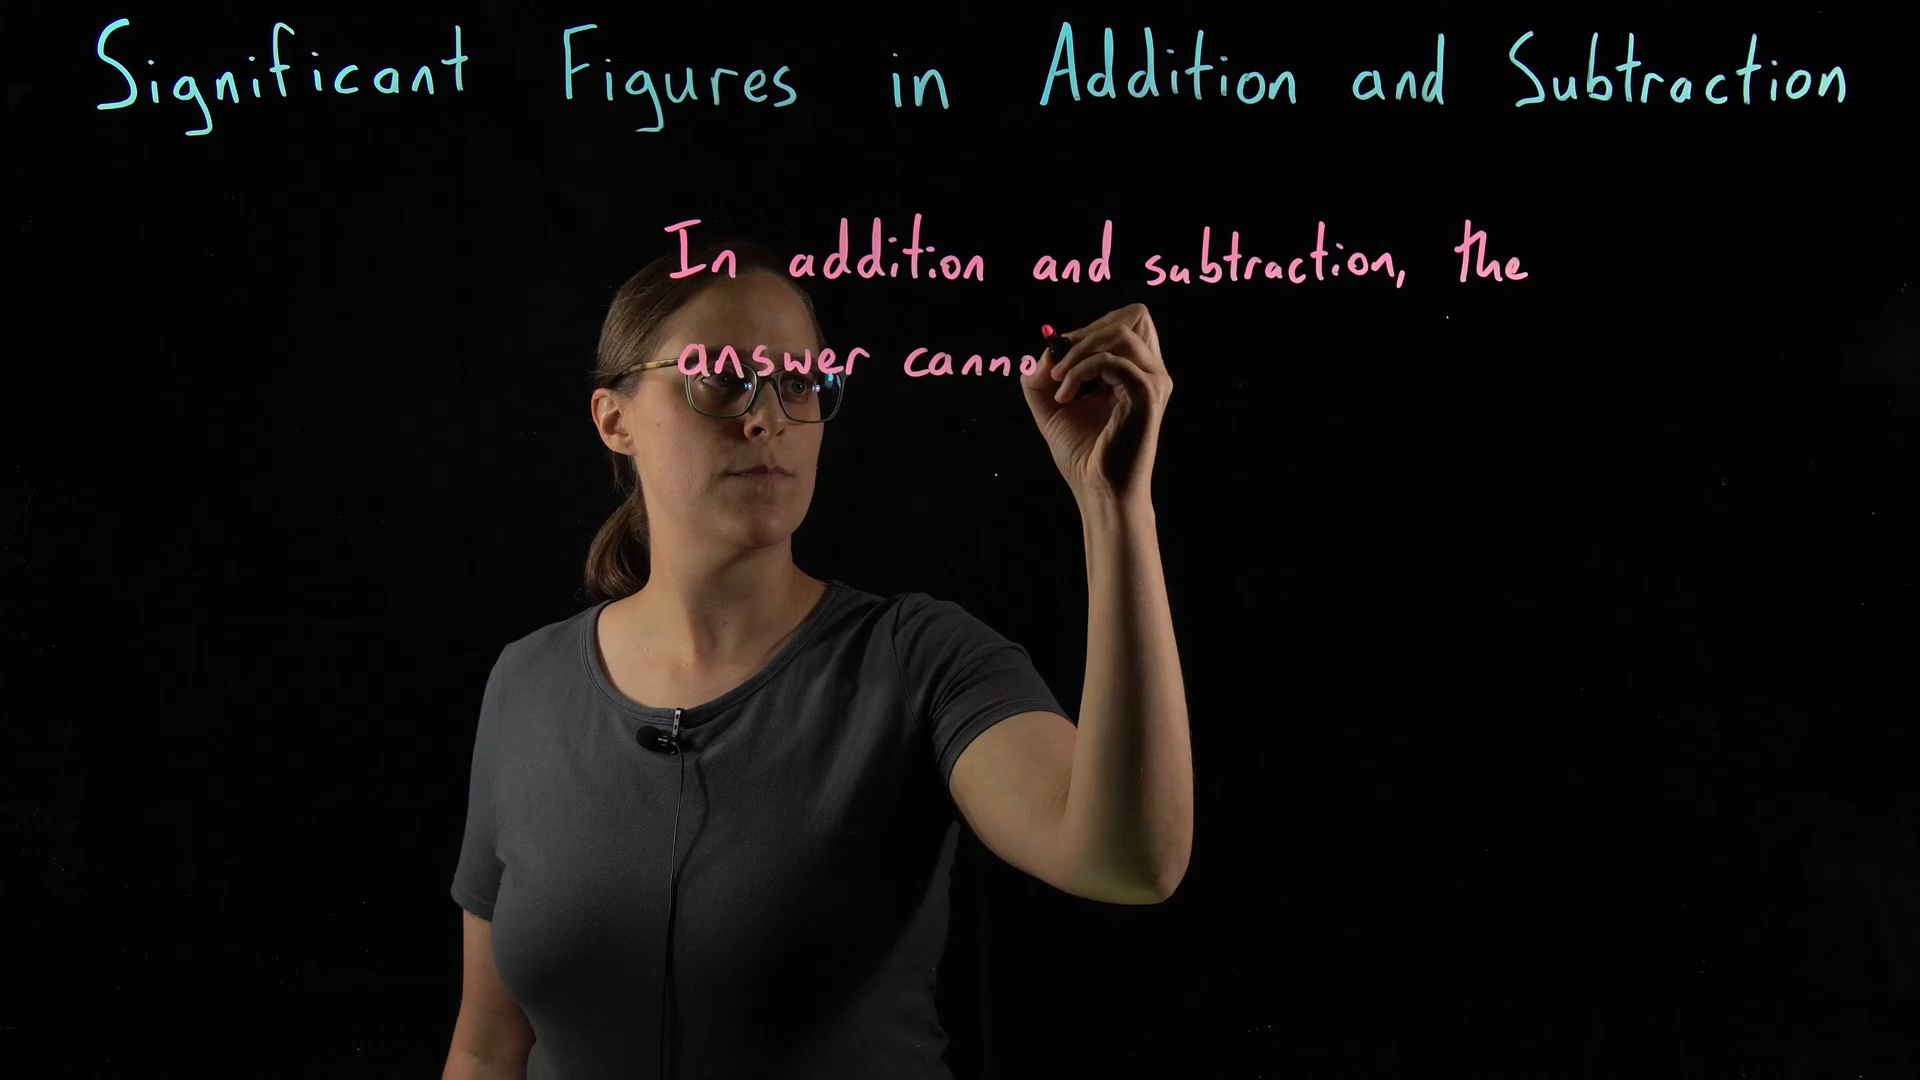 Significant Figures in Addition and Subtraction
In addition and subtraction, the
answer canno